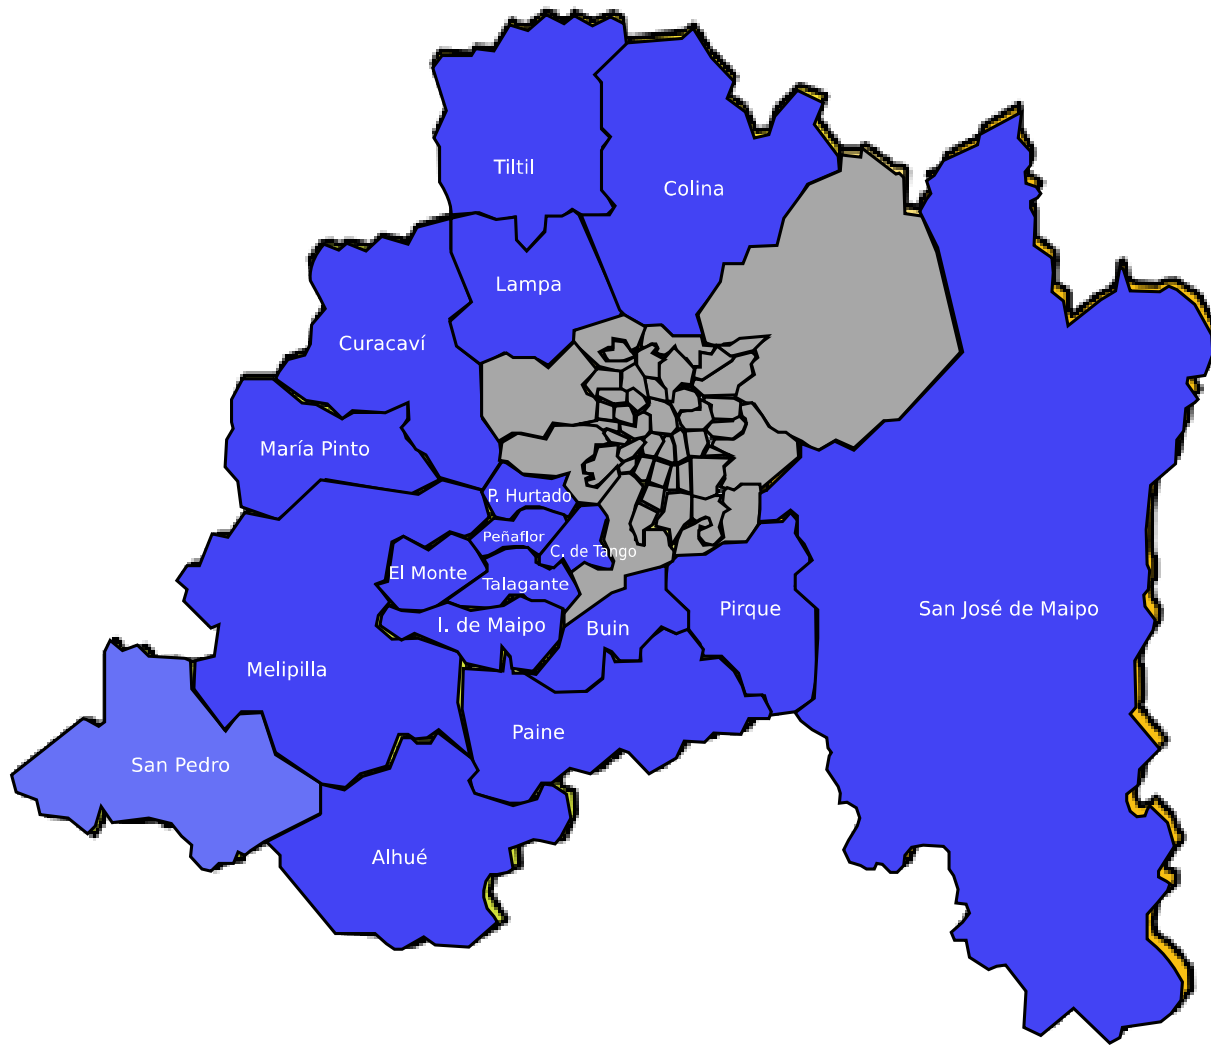 Tiltil
Colina
Lampa
Curacaví
María Pinto
P. Hurtado
Peñaflor
C. de Tango
El Monte
Talagante
San José de Maipo
Pirque
I. de Maipo
Buin
Melipilla
Paine
San Pedro
Alhué